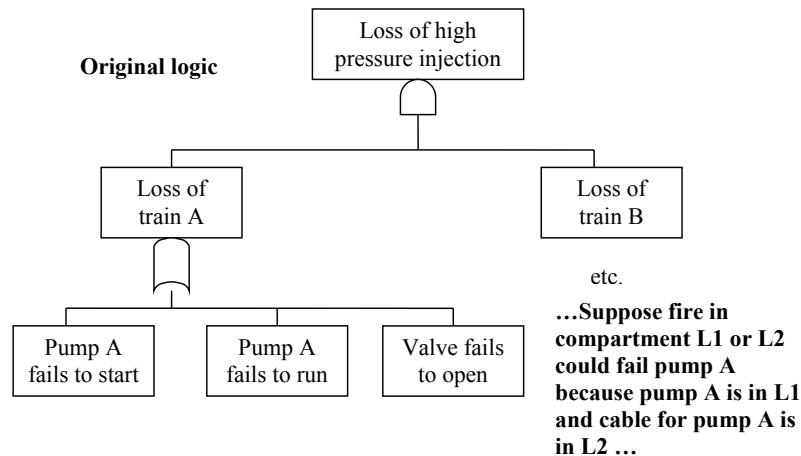 Loss of high
pressure injection
Original logic
Loss of
train A
Loss of
train B
etc.
Pump A
fails to start
Pump A
fails to run
Valve fails
to open
…Suppose fire in
compartment L1 or L2
could fail pump A
because pump A is in L1
and cable for pump A is
in L2 …